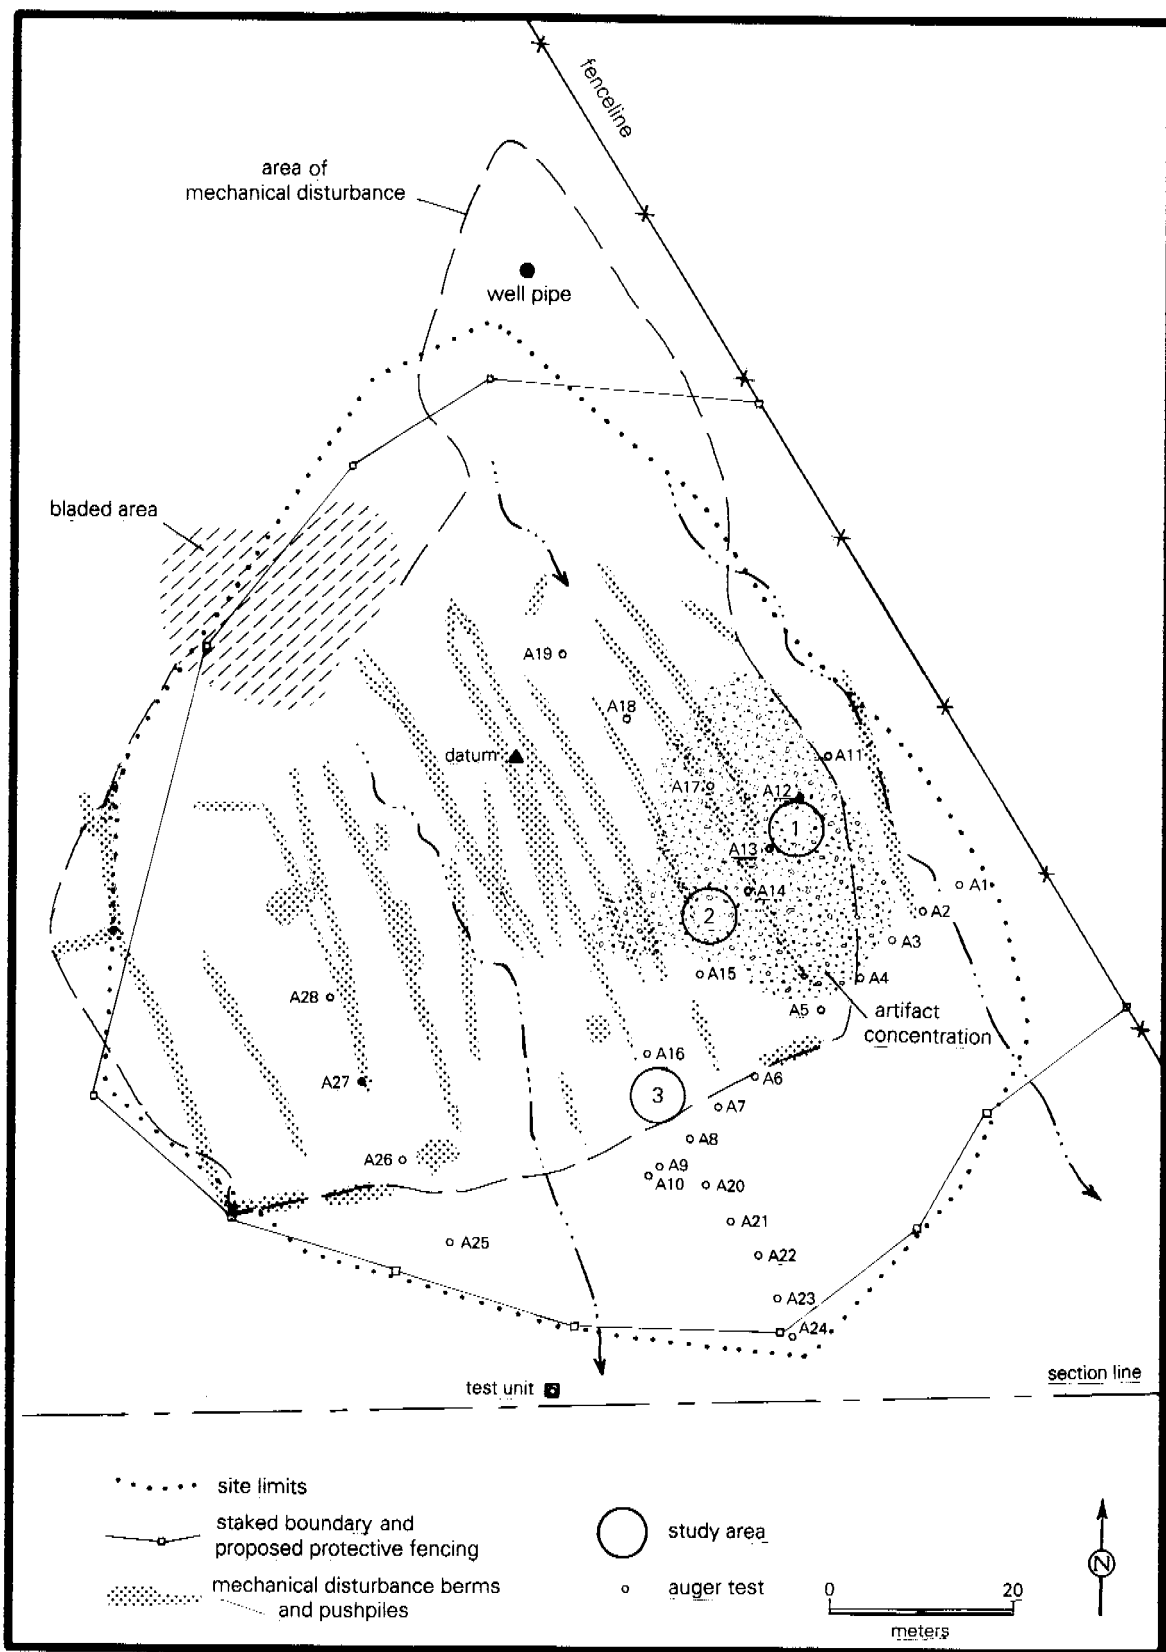 fenceline
area of
mechanical disturbance
well pipe
bladed area
A19
A18
datum
A11
A17
A12
1
A13
A14
2
A1
A2
A3
A15
A4
A28
A5
artifact
concentration
A16
A27
3
A6
A7
A8
A26
A9
A10
A20
A21
A25
A22
A23
A24
section line
test unit
site limits
staked boundary and
proposed protective fencing
study area
mechanical disturbance berms
and pushpiles
auger test
N
0 20
meters